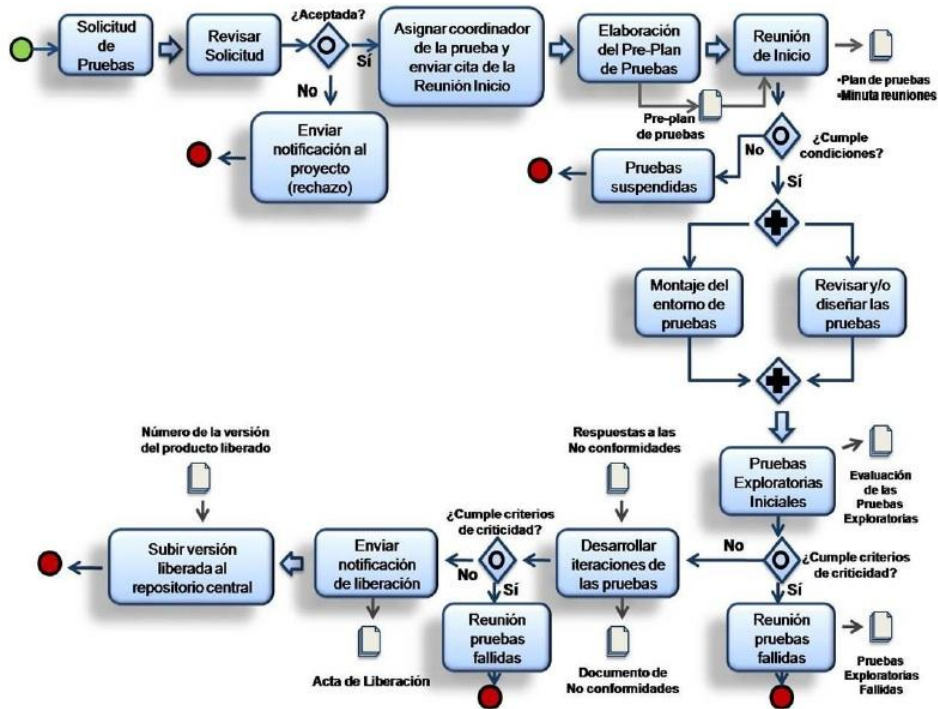 Solicitud
de
Pruebas
Revisar
Solicitud
¿Aceptada?
Sí
No
Asignar coordinador
de la prueba y
enviar cita de la
Reunión Inicio
Elaboración
del Pre-Plan
de Pruebas
Reunión
de Inicio
•Plan de pruebas
•Minuta reuniones
Pre-plan
de pruebas
Enviar
notificación al
proyecto
(rechazo)
¿Cumple
condiciones?
No
Sí
Pruebas
suspendidas
Montaje del
entorno de
pruebas
Revisar y/o
diseñar las
pruebas
Número de la versión
del producto liberado
Respuestas a las
No conformidades
Pruebas
Exploratorias
Iniciales
Evaluación
de las
Pruebas
Exploratorias
¿Cumple criterios
de criticidad?
No
Sí
Subir versión
liberada al
repositorio central
Enviar
notificación
de liberación
¿Cumple criterios
de criticidad?
No
Sí
Desarrollar
iteraciones de
las pruebas
Reunión
pruebas
fallidas
Reunión
pruebas
fallidas
Acta de Liberación
Documento de
No conformidades
Pruebas
Exploratorias
Fallidas